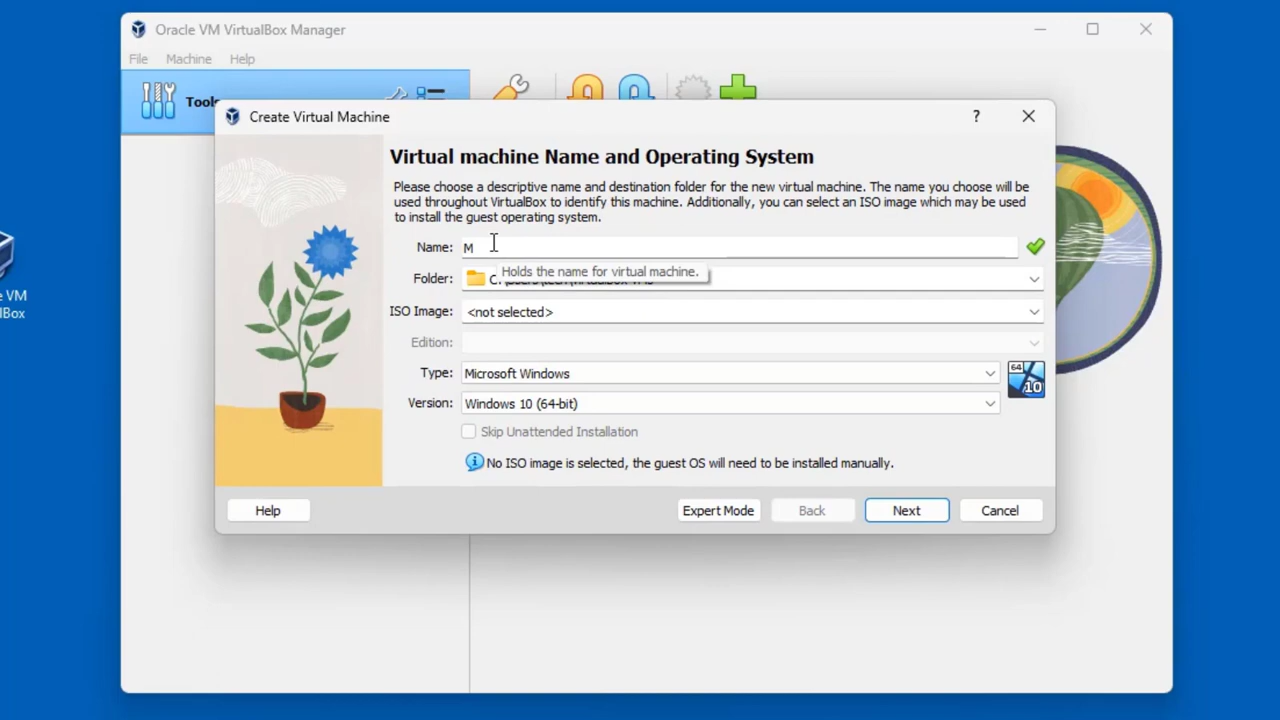 Oracle VM VirtualBox Manager
File Machine Help
Tools
Create Virtual Machine
?
Virtual machine Name and Operating System
Please choose a descriptive name and destination folder for the new virtual machine. The name you choose will be
used throughout VirtualBox to identify this machine. Additionally, you can select an ISO image which may be used
to install the guest operating system.
Name: M
Holds the name for virtual machine.
Folder:
ISO Image: <not selected>
Edition:
Type: Microsoft Windows
64
10
Version: Windows 10 (64-bit)
Skip Unattended Installation
No ISO image is selected, the guest OS will need to be installed manually.
Help Expert Mode Back Next Cancel
VM